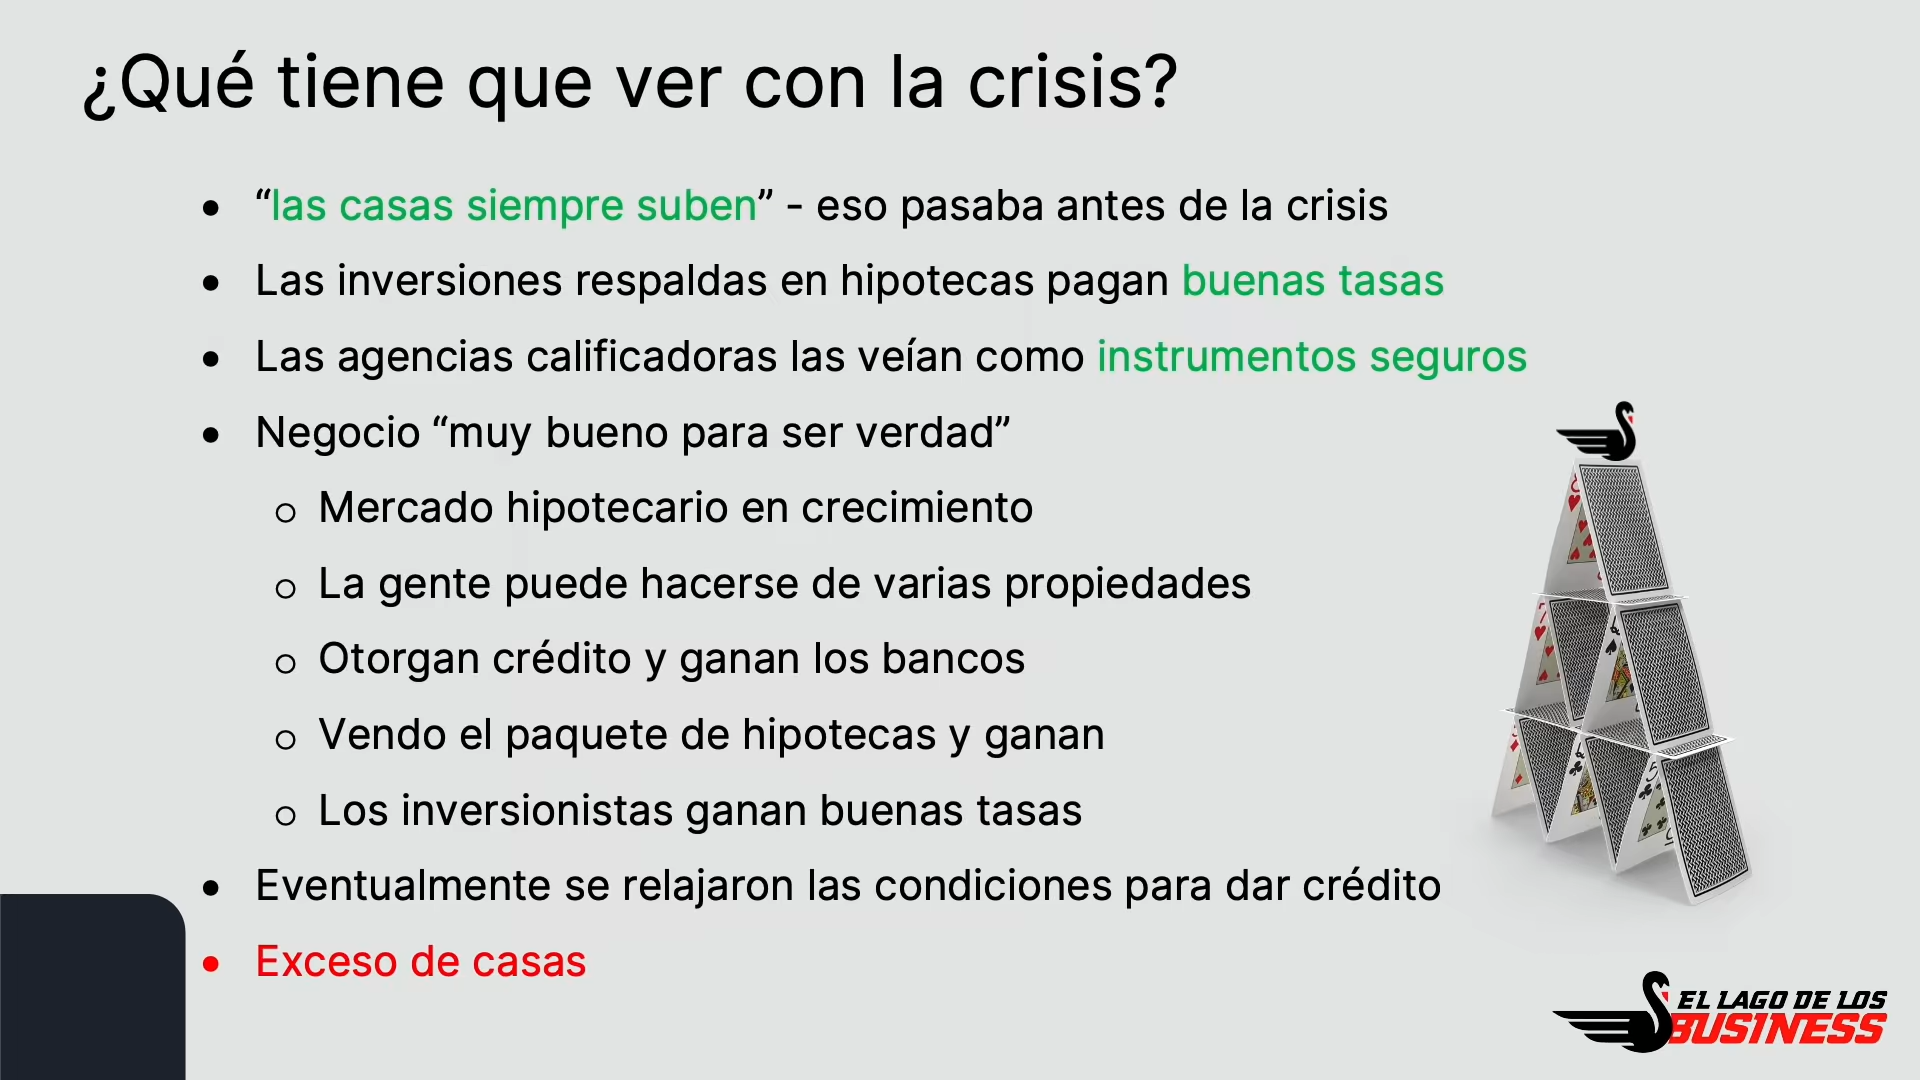 ¿Qué tiene que ver con la crisis?
• “las casas siempre suben” - eso pasaba antes de la crisis
• Las inversiones respaldas en hipotecas pagan buenas tasas
• Las agencias calificadoras las veían como instrumentos seguros
• Negocio “muy bueno para ser verdad”
○ Mercado hipotecario en crecimiento
○ La gente puede hacerse de varias propiedades
○ Otorgan crédito y ganan los bancos
○ Vendo el paquete de hipotecas y ganan
○ Los inversionistas ganan buenas tasas
• Eventualmente se relajaron las condiciones para dar crédito
• Exceso de casas
EL LAGO DE LOS
BUSINESS